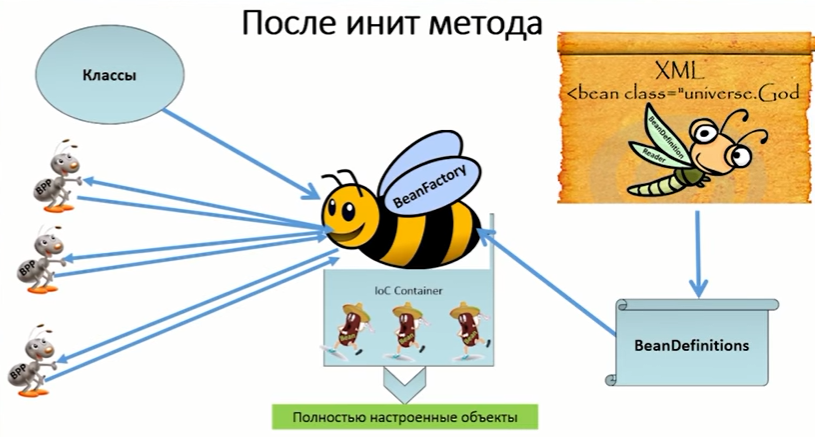 После инит метода
Классы
XML
<bean class="universe.God
BeanDefinition
Reader
BPP
BeanFactory
BPP
IoC Container
BeanDefinitions
BPP
Полностью настроенные объекты